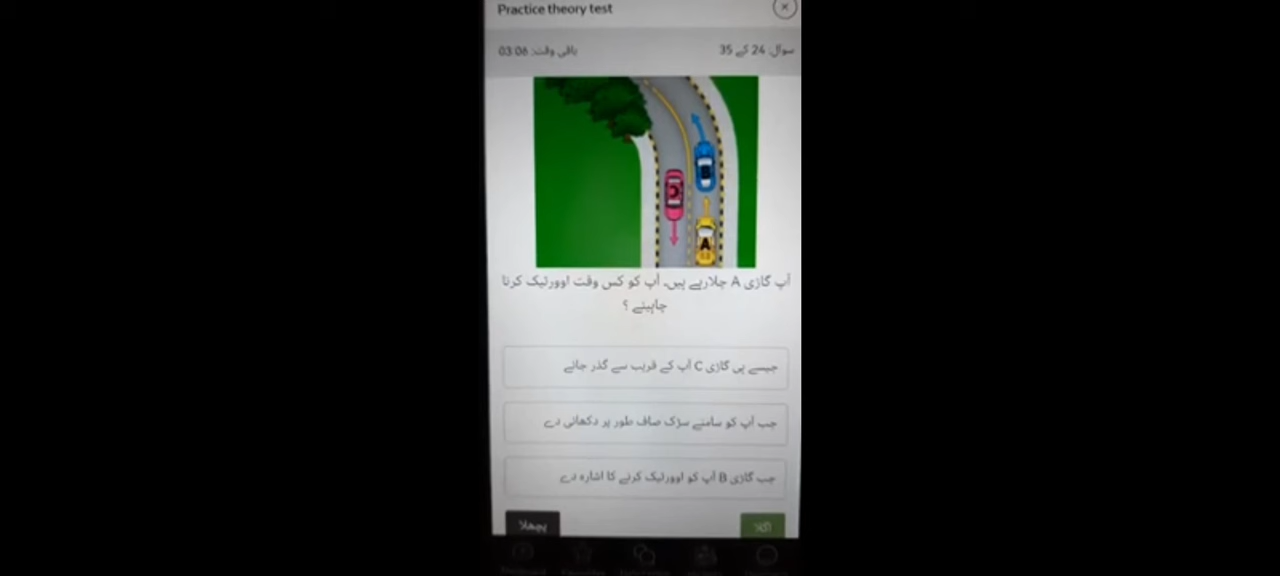 Practice theory test
سوال: 24 کے 35
باقی وقت: 03:06
C
A
آپ گاڑی A چلارہے ہیں۔ آپ کو کس وقت اوورٹیک کرنا
چاہیئے ؟
جیسے ہی گاڑی C آپ کے قریب سے گذر جائے
جب آپ کو سامنے سڑک صاف طور پر دکھائی دے
جب گاڑی B آپ کو اوورٹیک کرنے کا اشارہ دے
اگلا
پچھلا